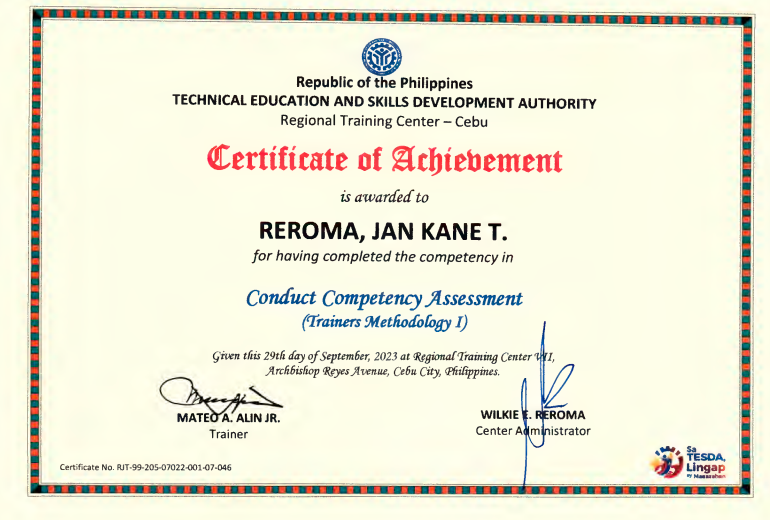 Republic of the Philippines
TECHNICAL EDUCATION AND SKILLS DEVELOPMENT AUTHORITY
Regional Training Center – Cebu
Certificate of Achievement
is awarded to
REROMA, JAN KANE T.
for having completed the competency in
Conduct Competency Assessment
(Trainers Methodology I)
Given this 29th day of September, 2023 at Regional Training Center VII,
Archbishop Reyes Avenue, Cebu City, Philippines.
MATEO A. ALIN JR.
Trainer
WILKIE E. REROMA
Center Administrator
Certificate No. RJT-99-205-07022-001-07-046
Sa
TESDA,
Lingap
ay Maaasahan